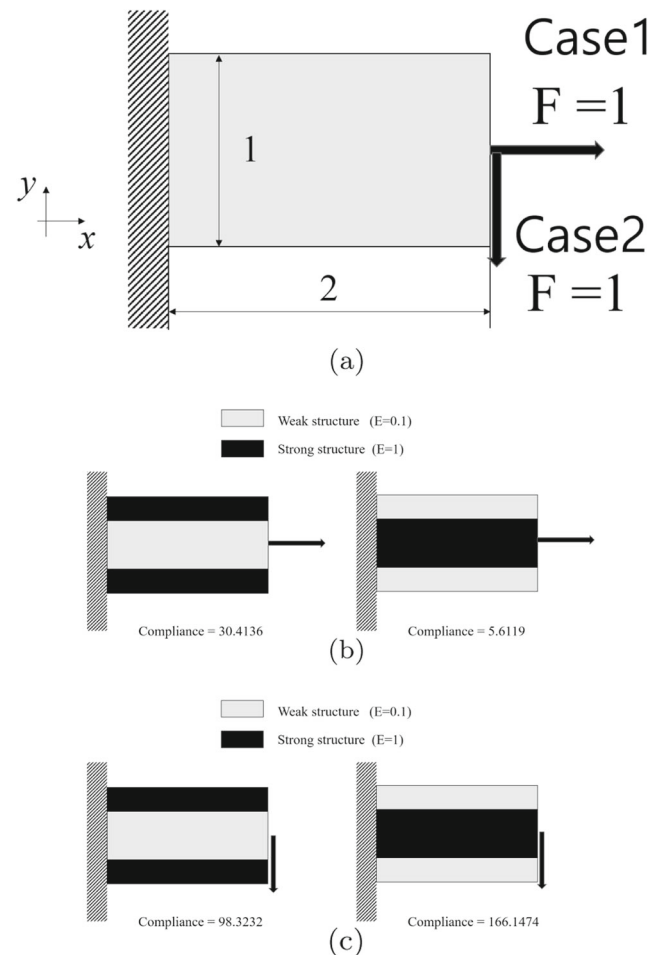 Case1
F =1
1
y
x
Case2
F =1
2
(a)
Weak structure (E=0.1)
Strong structure (E=1)
Compliance = 30.4136
Compliance = 5.6119
(b)
Weak structure (E=0.1)
Strong structure (E=1)
Compliance = 98.3232
Compliance = 166.1474
(c)